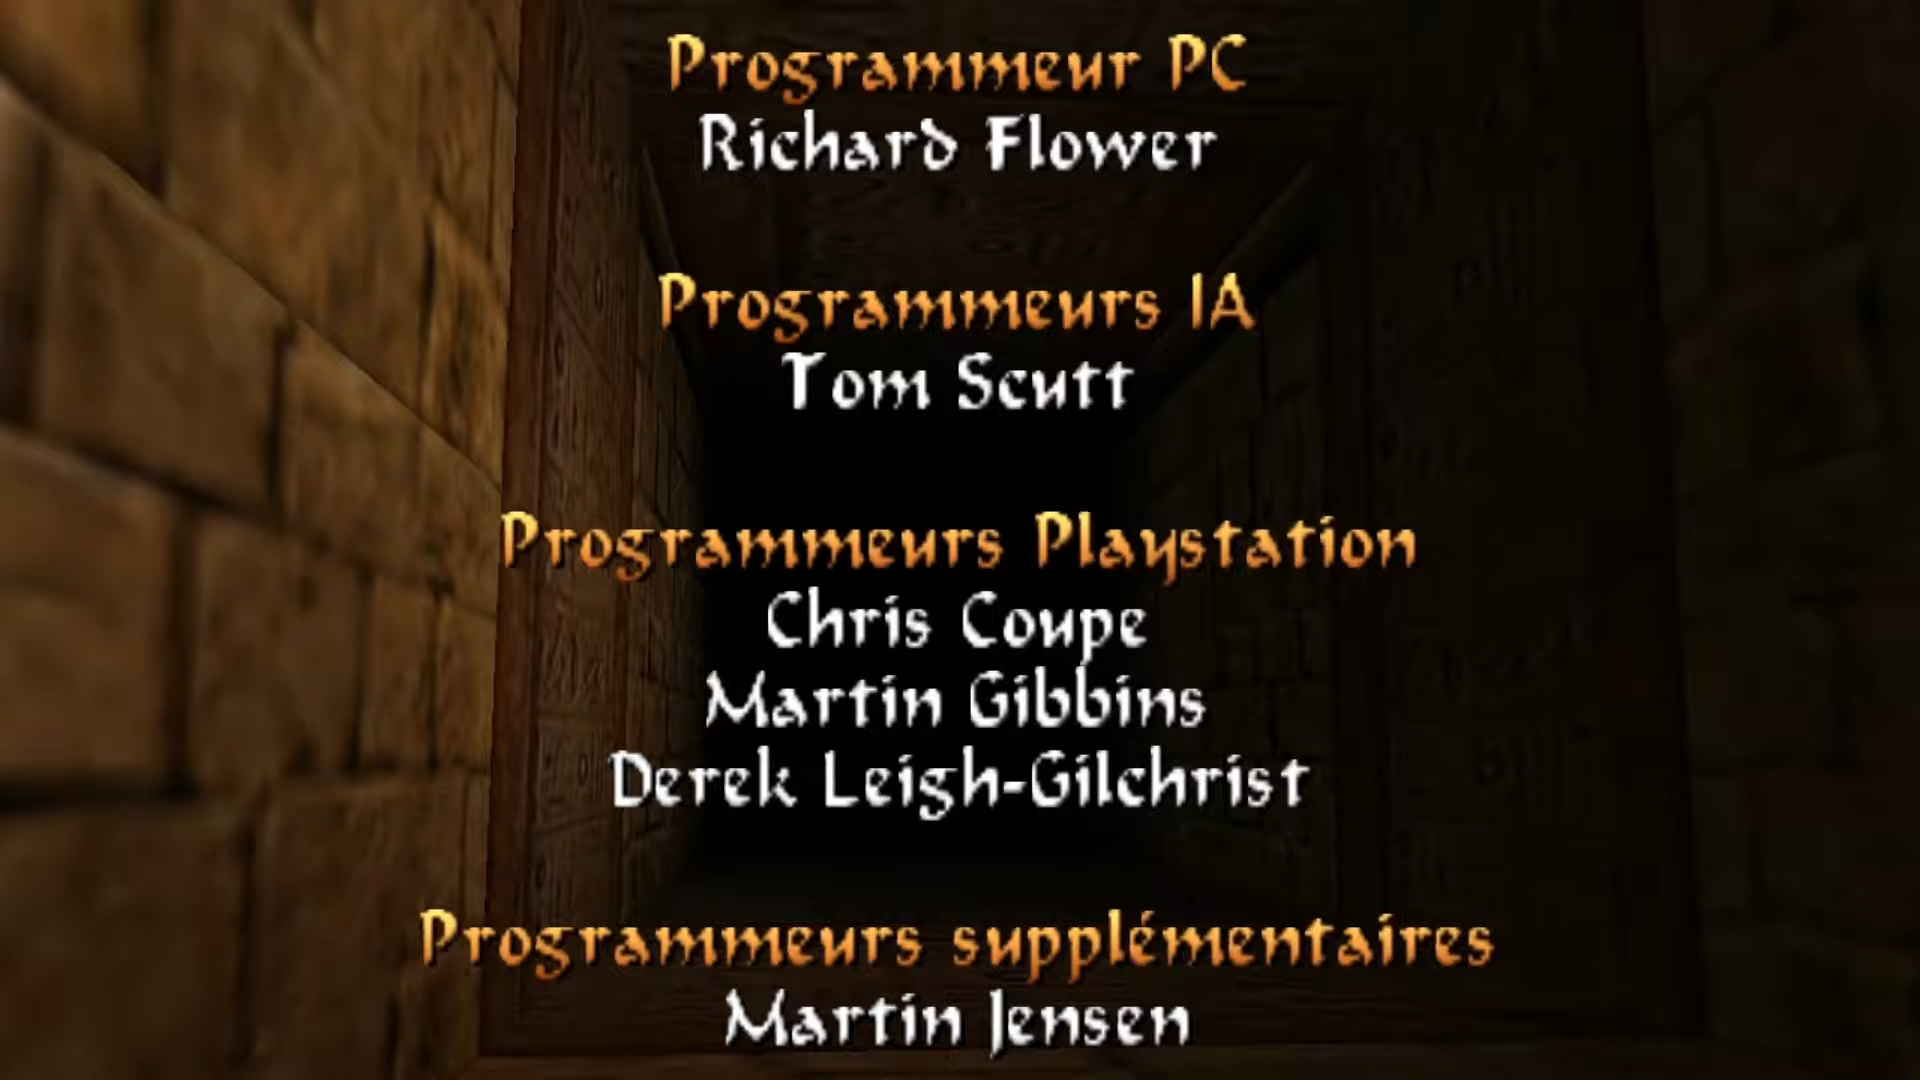 Programmeur PC
Richard Flower
Programmeurs IA
Tom Scutt
Programmeurs Playstation
Chris Coupe
Martin Gibbins
Derek Leigh-Gilchrist
Programmeurs supplémentaires
Martin Jensen